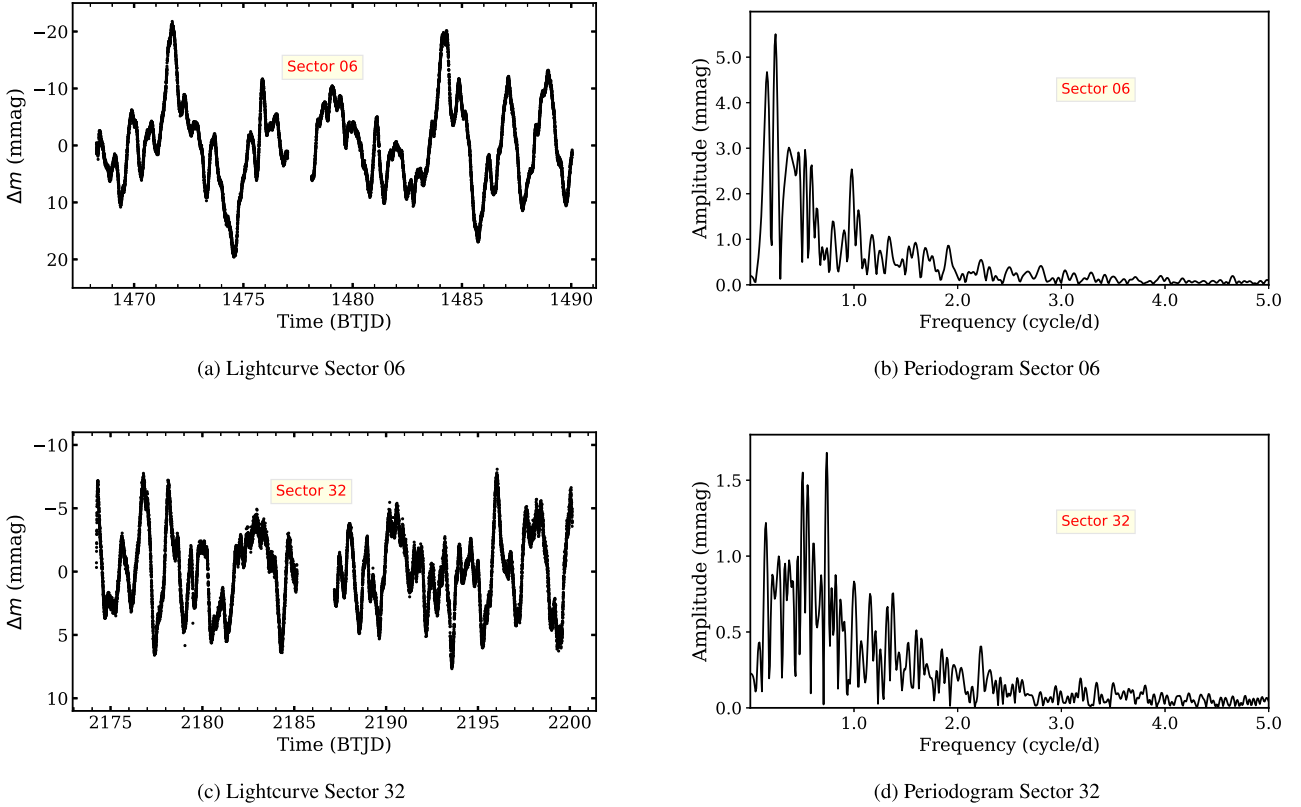 −20
−10
0
10
20
Δm (mmag)
Sector 06
1470
1475
1480
1485
1490
Time (BTJD)
(a) Lightcurve Sector 06
5.0
4.0
3.0
2.0
1.0
0.0
Amplitude (mmag)
Sector 06
1.0
2.0
3.0
4.0
5.0
Frequency (cycle/d)
(b) Periodogram Sector 06
−10
−5
0
5
10
Δm (mmag)
Sector 32
2175
2180
2185
2190
2195
2200
Time (BTJD)
(c) Lightcurve Sector 32
1.5
1.0
0.5
0.0
Amplitude (mmag)
Sector 32
1.0
2.0
3.0
4.0
5.0
Frequency (cycle/d)
(d) Periodogram Sector 32